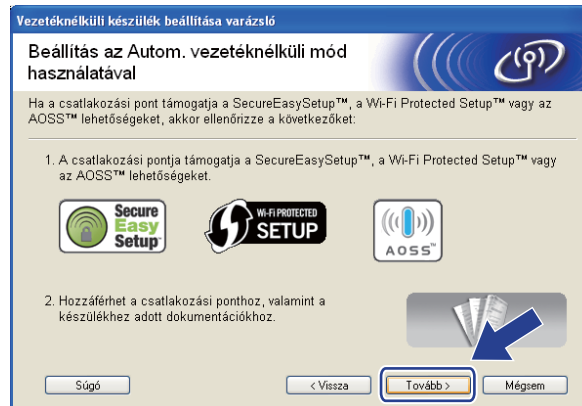 Vezetéknélküli készülék beállítása varázsló
Beállítás az Autom. vezetéknélküli mód
használatával
Ha a csatlakozási pont támogatja a SecureEasySetup™, a Wi-Fi Protected Setup™ vagy az
AOSS™ lehetőségeket, akkor ellenőrizze a következőket:
1. A csatlakozási pontja támogatja a SecureEasySetup™, a Wi-Fi Protected Setup™ vagy
az AOSS™ lehetőségeket.
Secure
Easy
Setup™
WI-FI PROTECTED
SETUP
AOSS™
2. Hozzáférhet a csatlakozási ponthoz, valamint a
készülékhez adott dokumentációkhoz.
Súgó
< Vissza
Tovább >
Mégsem